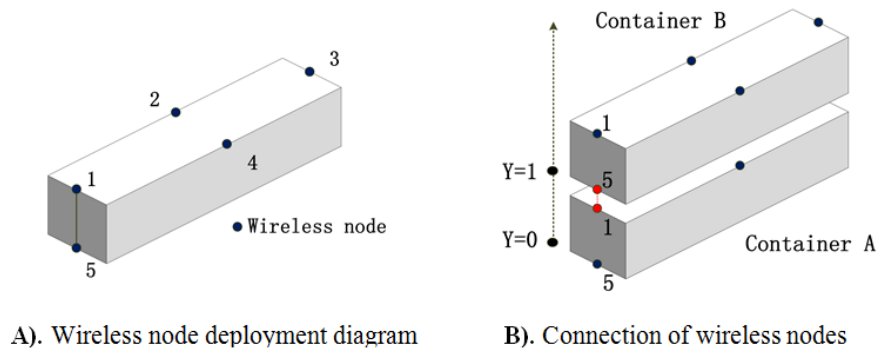 1
2
3
4
5
Wireless node
Container B
1
Y=1
5
Y=0
1
5
Container A
A). Wireless node deployment diagram
B). Connection of wireless nodes